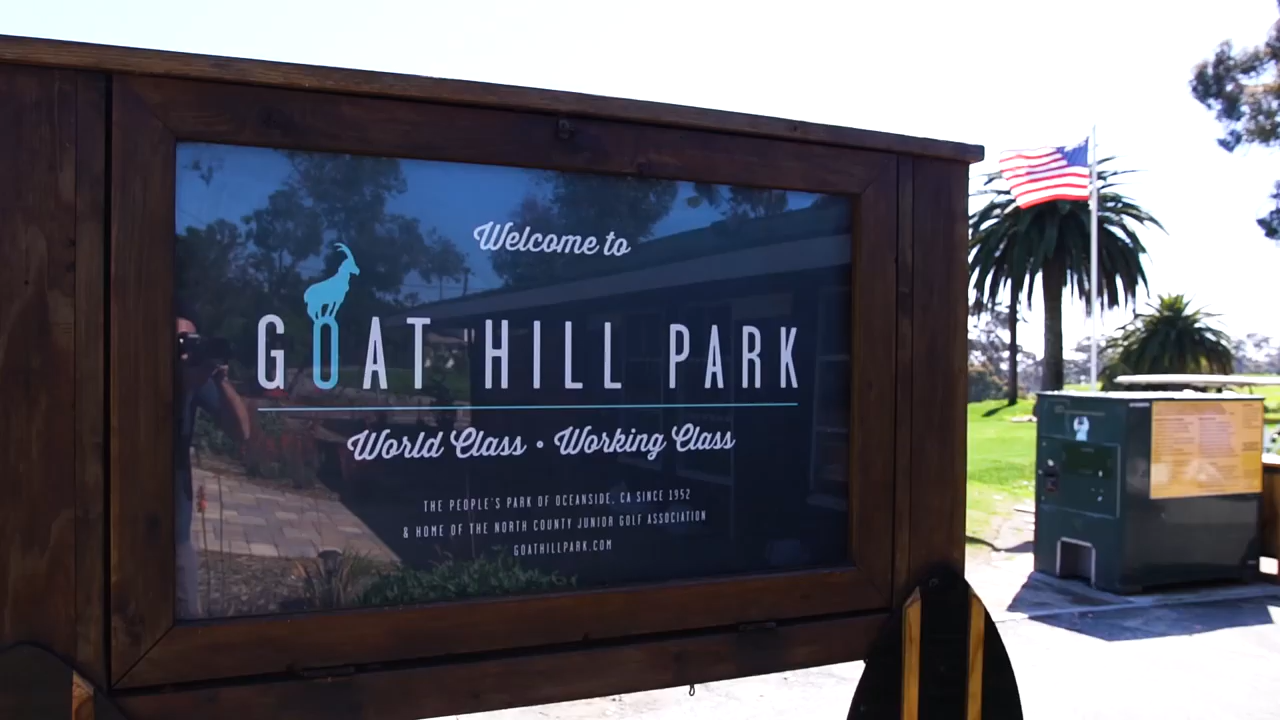 Welcome to
GOAT HILL PARK
World Class • Working Class
THE PEOPLE'S PARK OF OCEANSIDE, CA SINCE 1952
& HOME OF THE NORTH COUNTY JUNIOR GOLF ASSOCIATION
GOATHILLPARK.COM